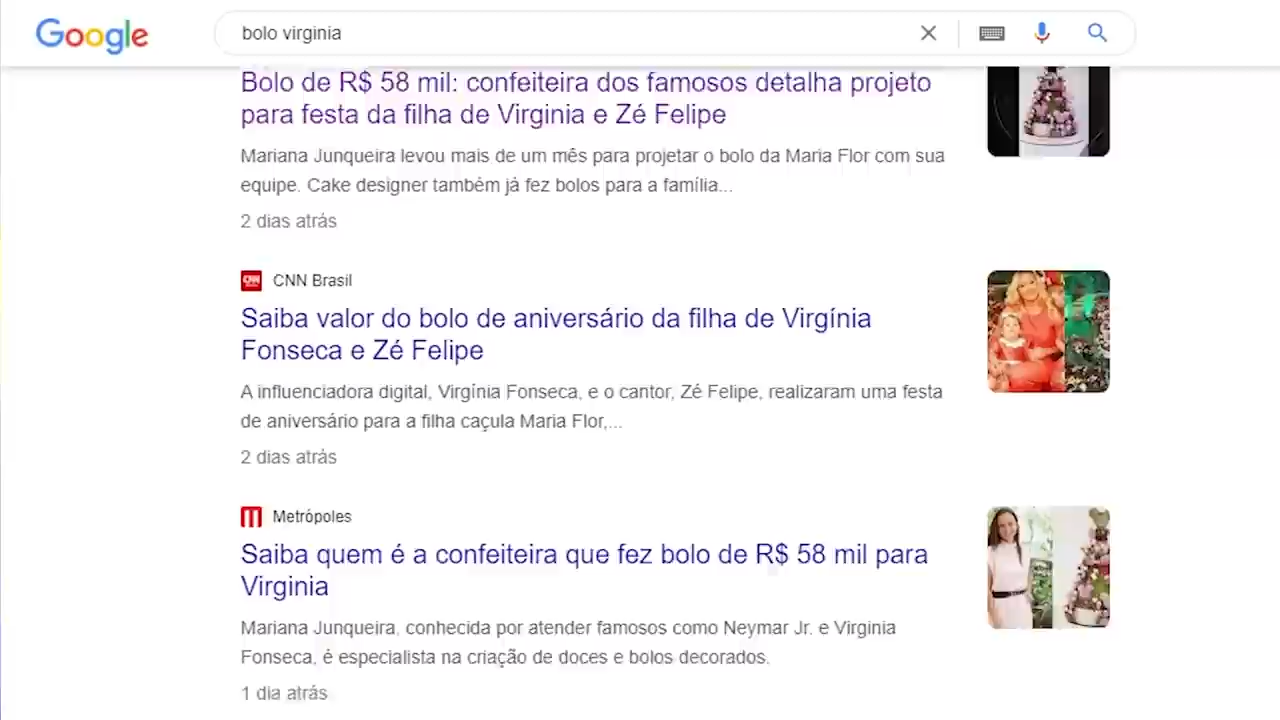 Google
bolo virginia
Bolo de R$ 58 mil: confeiteira dos famosos detalha projeto
para festa da filha de Virginia e Zé Felipe
Mariana Junqueira levou mais de um mês para projetar o bolo da Maria Flor com sua
equipe. Cake designer também já fez bolos para a família...
2 dias atrás
CNN Brasil
Saiba valor do bolo de aniversário da filha de Virgínia
Fonseca e Zé Felipe
A influenciadora digital, Virgínia Fonseca, e o cantor, Zé Felipe, realizaram uma festa
de aniversário para a filha caçula Maria Flor,...
2 dias atrás
Metrópoles
Saiba quem é a confeiteira que fez bolo de R$ 58 mil para
Virginia
Mariana Junqueira, conhecida por atender famosos como Neymar Jr. e Virginia
Fonseca, é especialista na criação de doces e bolos decorados.
1 dia atrás